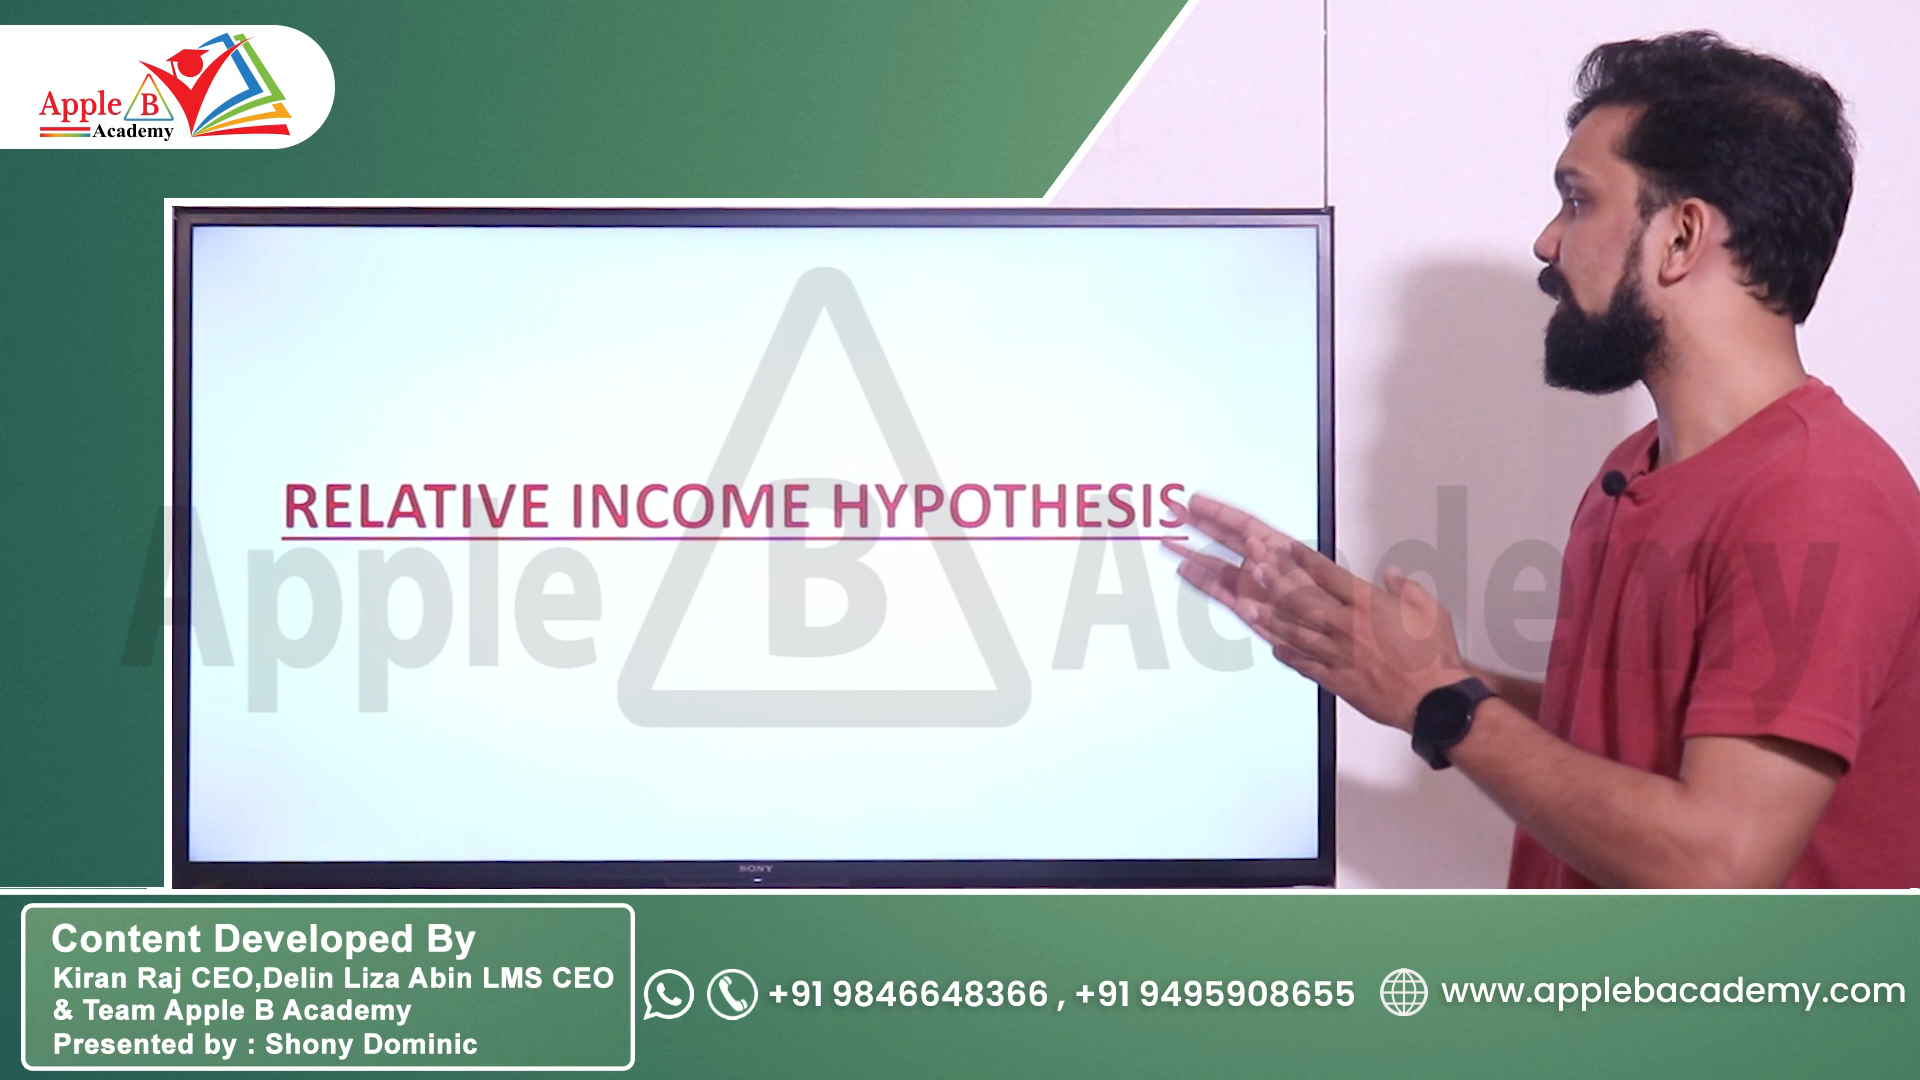 Apple B
Academy
RELATIVE INCOME HYPOTHESIS
Apple B Academy
SONY
Content Developed By
Kiran Raj CEO,Delin Liza Abin LMS CEO
& Team Apple B Academy
Presented by : Shony Dominic
+91 9846648366 , +91 9495908655
www.applebacademy.com